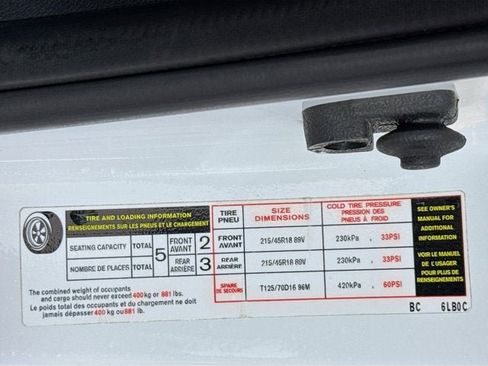 TIRE AND LOADING INFORMATION
RENSEIGNEMENTS SUR LES PNEUS ET LE CHARGEMENT
SEATING CAPACITY TOTAL 5 FRONT AVANT 2
NOMBRE DE PLACES TOTAL REAR ARRIÈRE 3
The combined weight of occupants
and cargo should never exceed 400 kg or 881 lbs.
Le poids total des occupants et du chargement ne doit
jamais dépasser 400 kg ou 881 lb.
TIRE PNEU SIZE DIMENSIONS COLD TIRE PRESSURE PRESSION DES PNEUS À FROID
FRONT AVANT 215/45R18 89V 230kPa , 33PSI
REAR ARRIÈRE 215/45R18 89V 230kPa , 33PSI
SPARE DE SECOURS T125/70D16 96M 420kPa , 60PSI
SEE OWNER'S
MANUAL FOR
ADDITIONAL
INFORMATION
VOIR LE MANUEL
DE L'USAGER
POUR PLUS DE
RENSEIGNEMENTS
BC 6LB0C